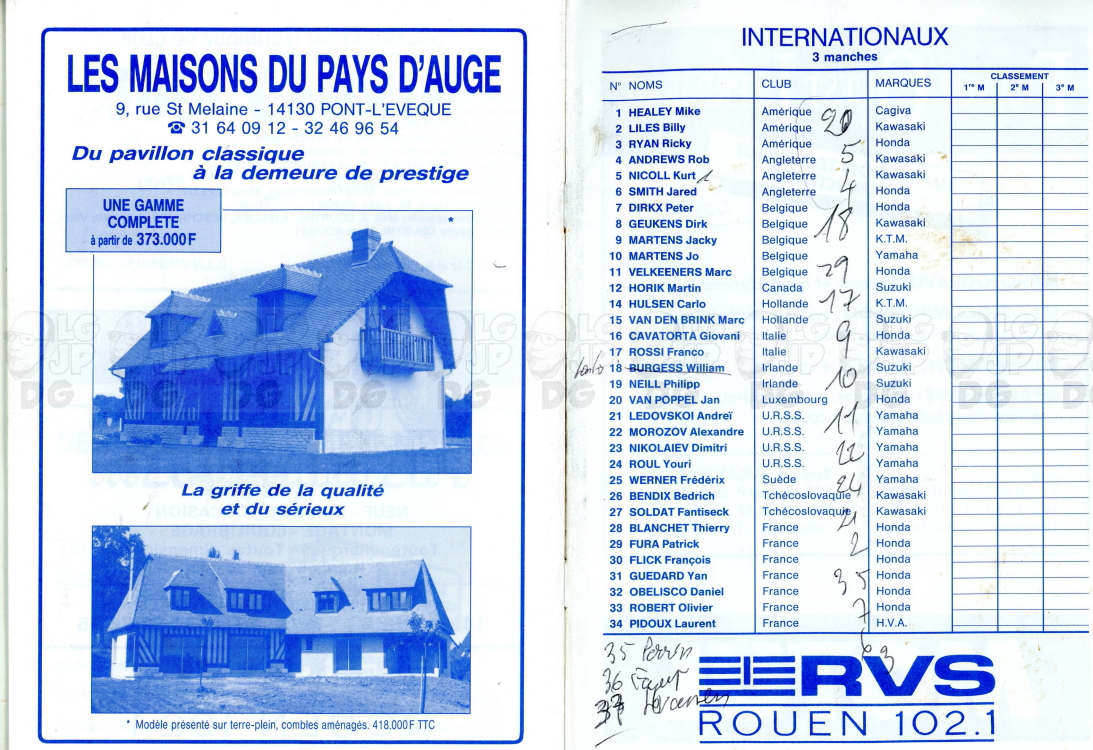 LES MAISONS DU PAYS D'AUGE
9, rue St Melaine - 14130 PONT-L'EVEQUE
☎ 31 64 09 12 - 32 46 96 54
Du pavillon classique
à la demeure de prestige
UNE GAMME
COMPLETE
à partir de 373.000 F
*
La griffe de la qualité
et du sérieux
* Modèle présenté sur terre-plein, combles aménagés. 418.000 F TTC
INTERNATIONAUX
3 manches
N° NOMS CLUB MARQUES CLASSEMENT
1re M 2e M 3e M
1 HEALEY Mike Amérique Cagiva
2 LILES Billy Amérique Kawasaki
3 RYAN Ricky Amérique Honda
4 ANDREWS Rob Angleterre Kawasaki
5 NICOLL Kurt Angleterre Kawasaki
6 SMITH Jared Angleterre Honda
7 DIRKX Peter Belgique Honda
8 GEUKENS Dirk Belgique Kawasaki
9 MARTENS Jacky Belgique K.T.M.
10 MARTENS Jo Belgique Yamaha
11 VELKEENERS Marc Belgique Honda
12 HORIK Martin Canada Suzuki
14 HULSEN Carlo Hollande K.T.M.
15 VAN DEN BRINK Marc Hollande Suzuki
16 CAVATORTA Giovani Italie Honda
17 ROSSI Franco Italie Kawasaki
18 BURGESS William Irlande Suzuki
19 NEILL Philipp Irlande Suzuki
20 VAN POPPEL Jan Luxembourg Honda
21 LEDOVSKOI Andreï U.R.S.S. Yamaha
22 MOROZOV Alexandre U.R.S.S. Yamaha
23 NIKOLAIEV Dimitri U.R.S.S. Yamaha
24 ROUL Youri U.R.S.S. Yamaha
25 WERNER Frédérix Suède Yamaha
26 BENDIX Bedrich Tchécoslovaquie Kawasaki
27 SOLDAT Fantiseck Tchécoslovaquie Kawasaki
28 BLANCHET Thierry France Honda
29 FURA Patrick France Honda
30 FLICK François France Honda
31 GUEDARD Yan France Honda
32 OBELISCO Daniel France Honda
33 ROBERT Olivier France Honda
34 PIDOUX Laurent France H.V.A.
20
5
4
18
29
17
9
10
11
22
24
21
2
35
7
35 Perrin
36
37
RVS
ROUEN 102.1
LG
JP
DG